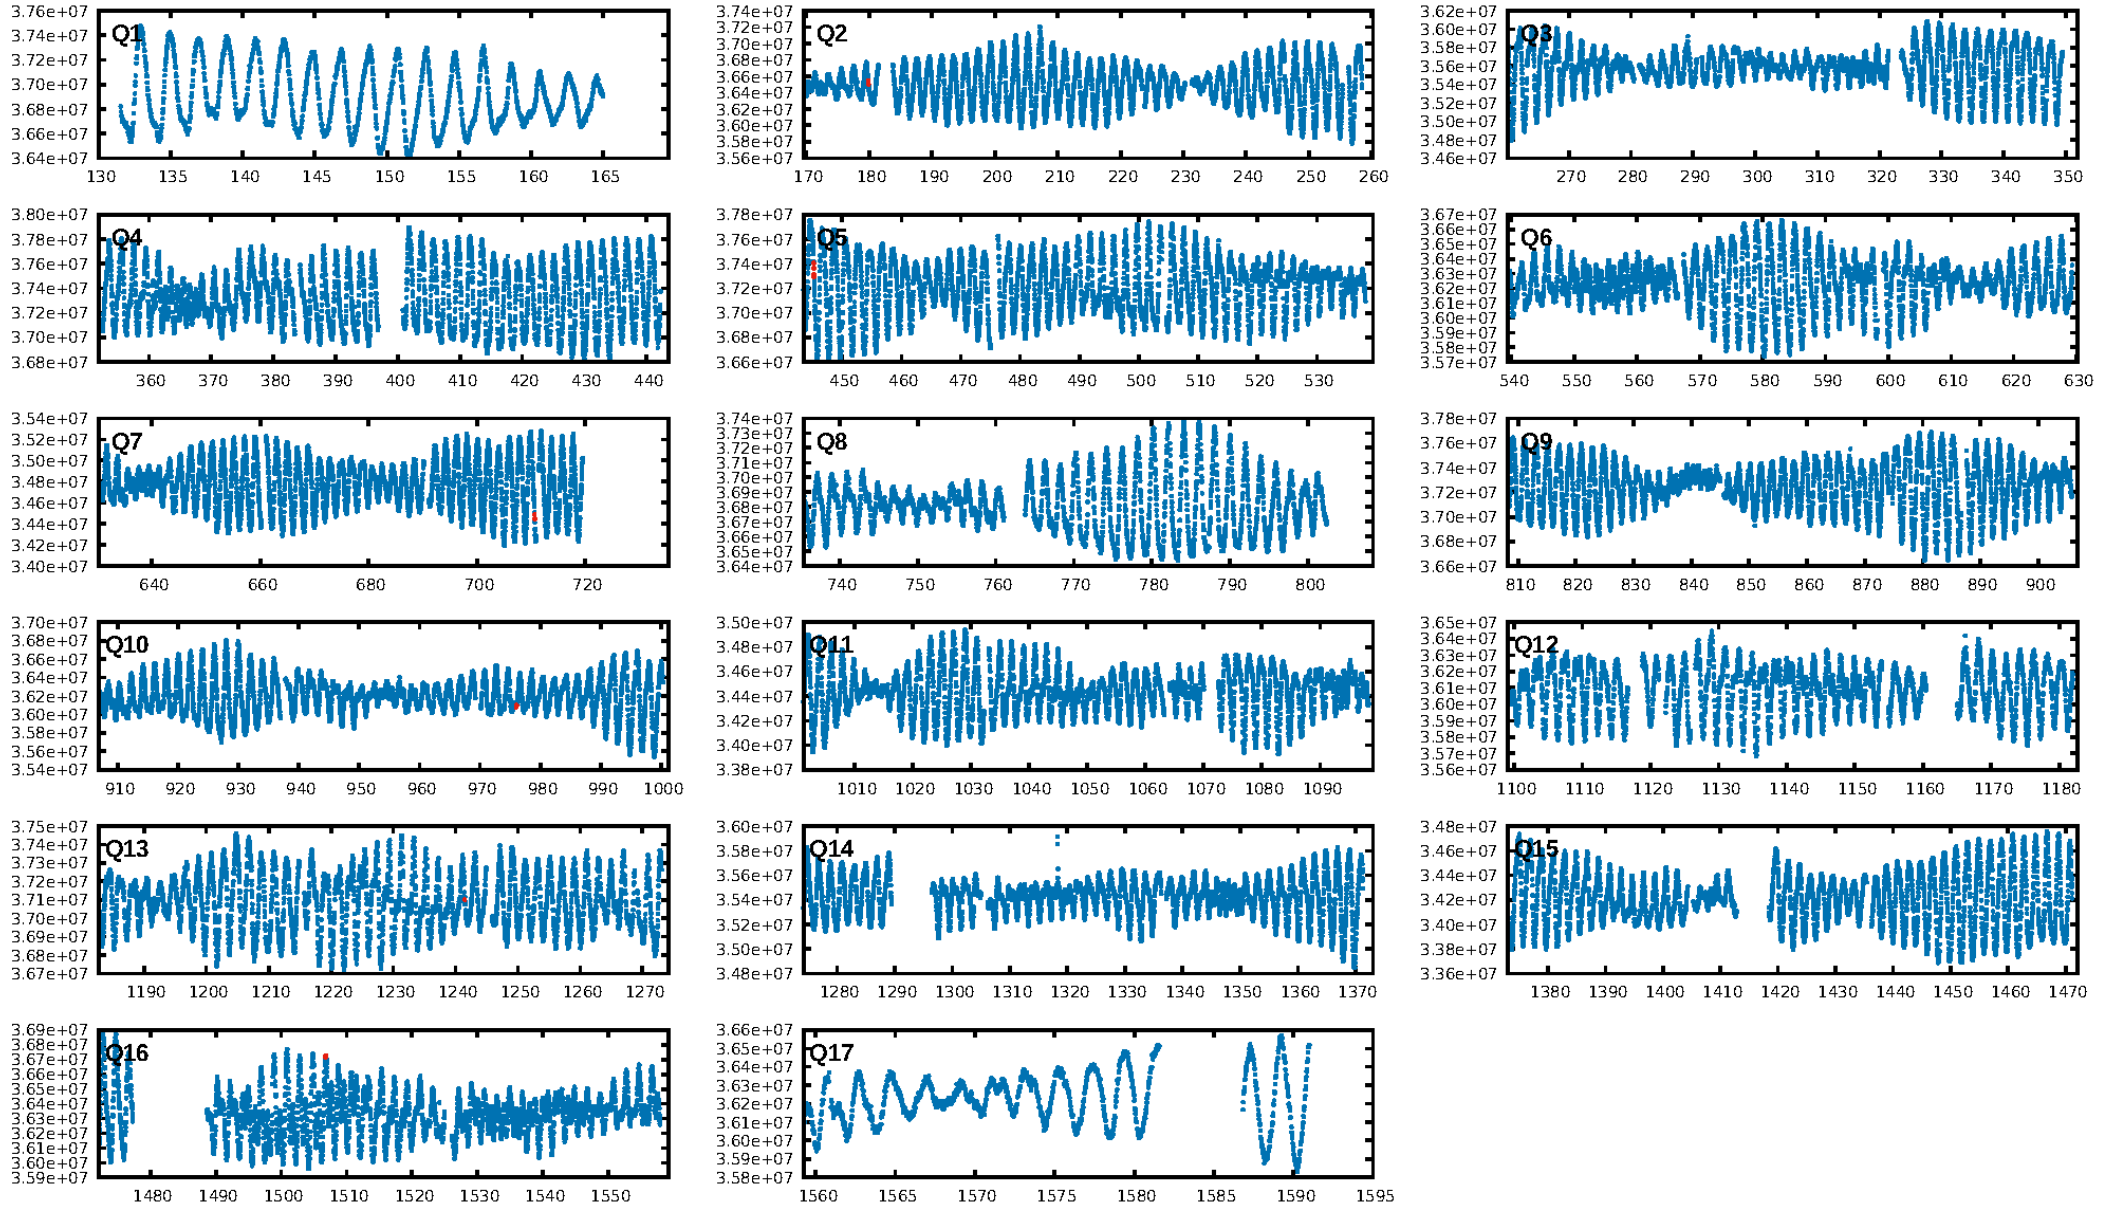 3.76e+07
3.74e+07
3.72e+07
3.70e+07
3.68e+07
3.66e+07
3.64e+07
Q1
130 135 140 145 150 155 160 165
3.74e+07
3.72e+07
3.70e+07
3.68e+07
3.66e+07
3.64e+07
3.62e+07
3.60e+07
3.58e+07
3.56e+07
Q2
170 180 190 200 210 220 230 240 250 260
3.62e+07
3.60e+07
3.58e+07
3.56e+07
3.54e+07
3.52e+07
3.50e+07
3.48e+07
3.46e+07
Q3
270 280 290 300 310 320 330 340 350
3.80e+07
3.78e+07
3.76e+07
3.74e+07
3.72e+07
3.70e+07
3.68e+07
Q4
360 370 380 390 400 410 420 430 440
3.78e+07
3.76e+07
3.74e+07
3.72e+07
3.70e+07
3.68e+07
3.66e+07
Q5
450 460 470 480 490 500 510 520 530
3.67e+07
3.66e+07
3.65e+07
3.64e+07
3.63e+07
3.62e+07
3.61e+07
3.60e+07
3.59e+07
3.58e+07
3.57e+07
Q6
540 550 560 570 580 590 600 610 620 630
3.54e+07
3.52e+07
3.50e+07
3.48e+07
3.46e+07
3.44e+07
3.42e+07
3.40e+07
Q7
640 660 680 700 720
3.74e+07
3.73e+07
3.72e+07
3.71e+07
3.70e+07
3.69e+07
3.68e+07
3.67e+07
3.66e+07
3.65e+07
3.64e+07
Q8
740 750 760 770 780 790 800
3.78e+07
3.76e+07
3.74e+07
3.72e+07
3.70e+07
3.68e+07
3.66e+07
Q9
810 820 830 840 850 860 870 880 890 900
3.70e+07
3.68e+07
3.66e+07
3.64e+07
3.62e+07
3.60e+07
3.58e+07
3.56e+07
3.54e+07
Q10
910 920 930 940 950 960 970 980 990 1000
3.50e+07
3.48e+07
3.46e+07
3.44e+07
3.42e+07
3.40e+07
3.38e+07
Q11
1010 1020 1030 1040 1050 1060 1070 1080 1090
3.65e+07
3.64e+07
3.63e+07
3.62e+07
3.61e+07
3.60e+07
3.59e+07
3.58e+07
3.57e+07
3.56e+07
Q12
1100 1110 1120 1130 1140 1150 1160 1170 1180
3.75e+07
3.74e+07
3.73e+07
3.72e+07
3.71e+07
3.70e+07
3.69e+07
3.68e+07
3.67e+07
Q13
1190 1200 1210 1220 1230 1240 1250 1260 1270
3.60e+07
3.58e+07
3.56e+07
3.54e+07
3.52e+07
3.50e+07
3.48e+07
Q14
1280 1290 1300 1310 1320 1330 1340 1350 1360 1370
3.48e+07
3.46e+07
3.44e+07
3.42e+07
3.40e+07
3.38e+07
3.36e+07
Q15
1380 1390 1400 1410 1420 1430 1440 1450 1460 1470
3.69e+07
3.68e+07
3.67e+07
3.66e+07
3.65e+07
3.64e+07
3.63e+07
3.62e+07
3.61e+07
3.60e+07
3.59e+07
Q16
1480 1490 1500 1510 1520 1530 1540 1550
3.66e+07
3.65e+07
3.64e+07
3.63e+07
3.62e+07
3.61e+07
3.60e+07
3.59e+07
3.58e+07
Q17
1560 1565 1570 1575 1580 1585 1590 1595